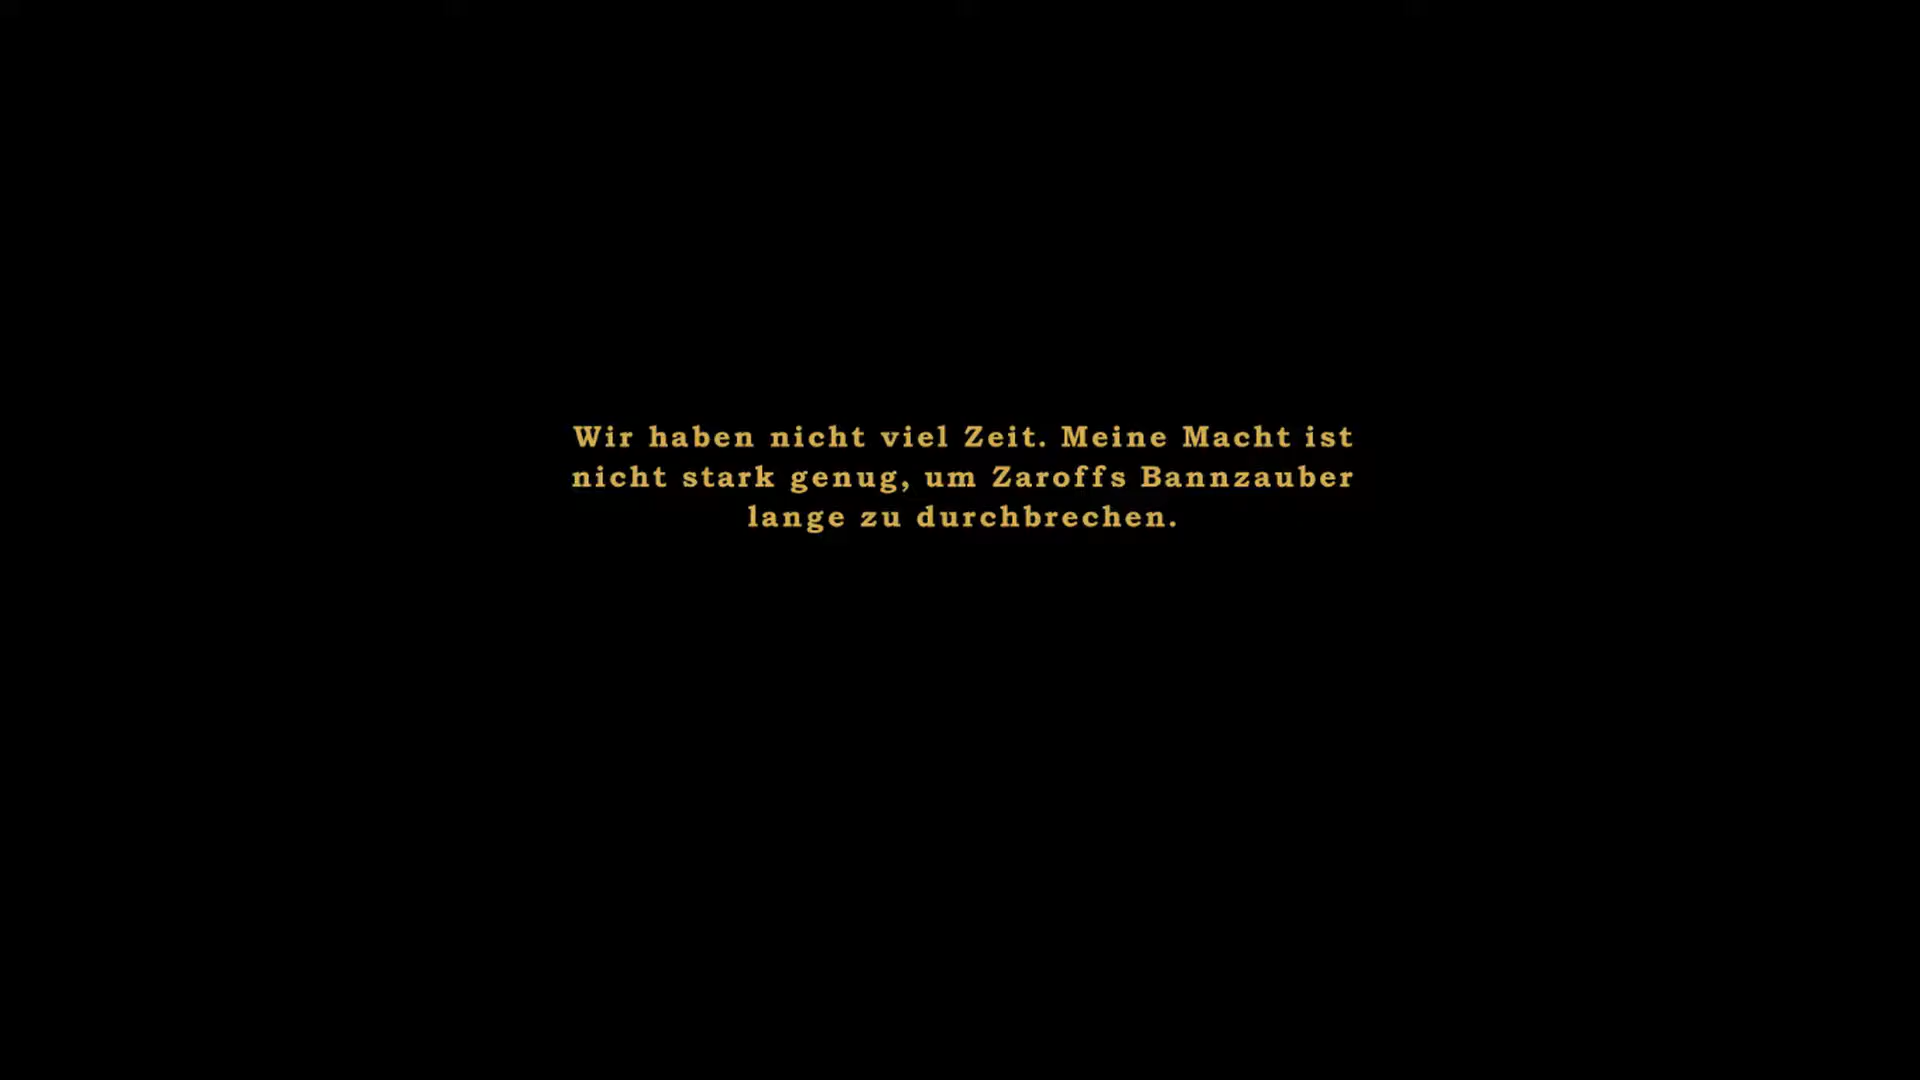 Wir haben nicht viel Zeit. Meine Macht ist
nicht stark genug, um Zaroffs Bannzauber
lange zu durchbrechen.